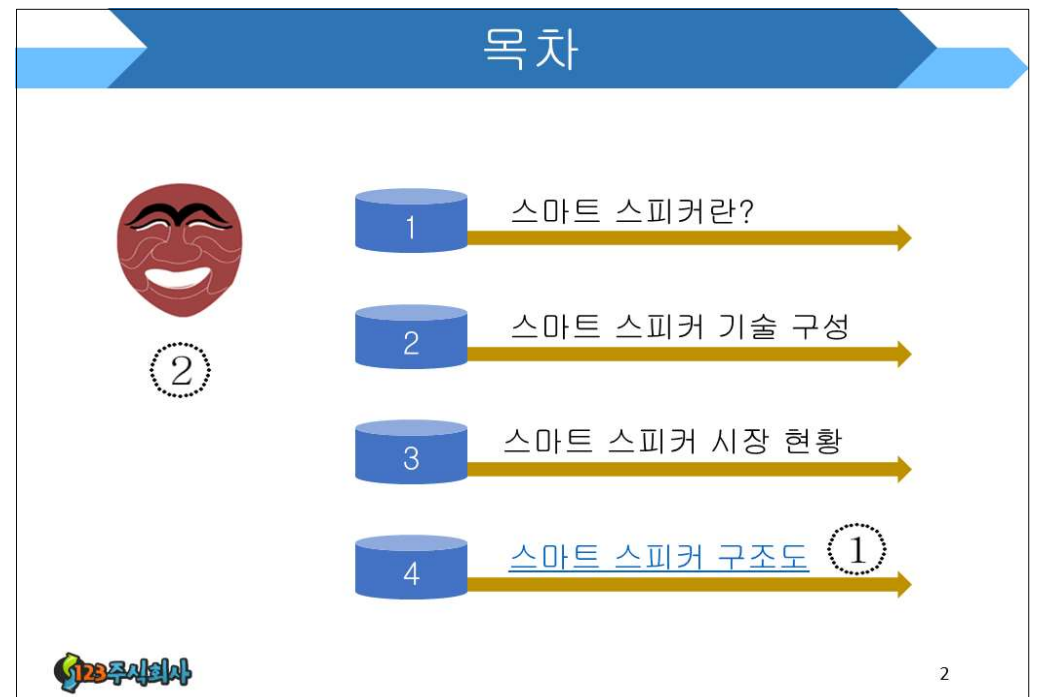 목차
1
스마트 스피커란?
2
스마트 스피커 기술 구성
②
3
스마트 스피커 시장 현황
4
스마트 스피커 구조도
①
123주식회사
2